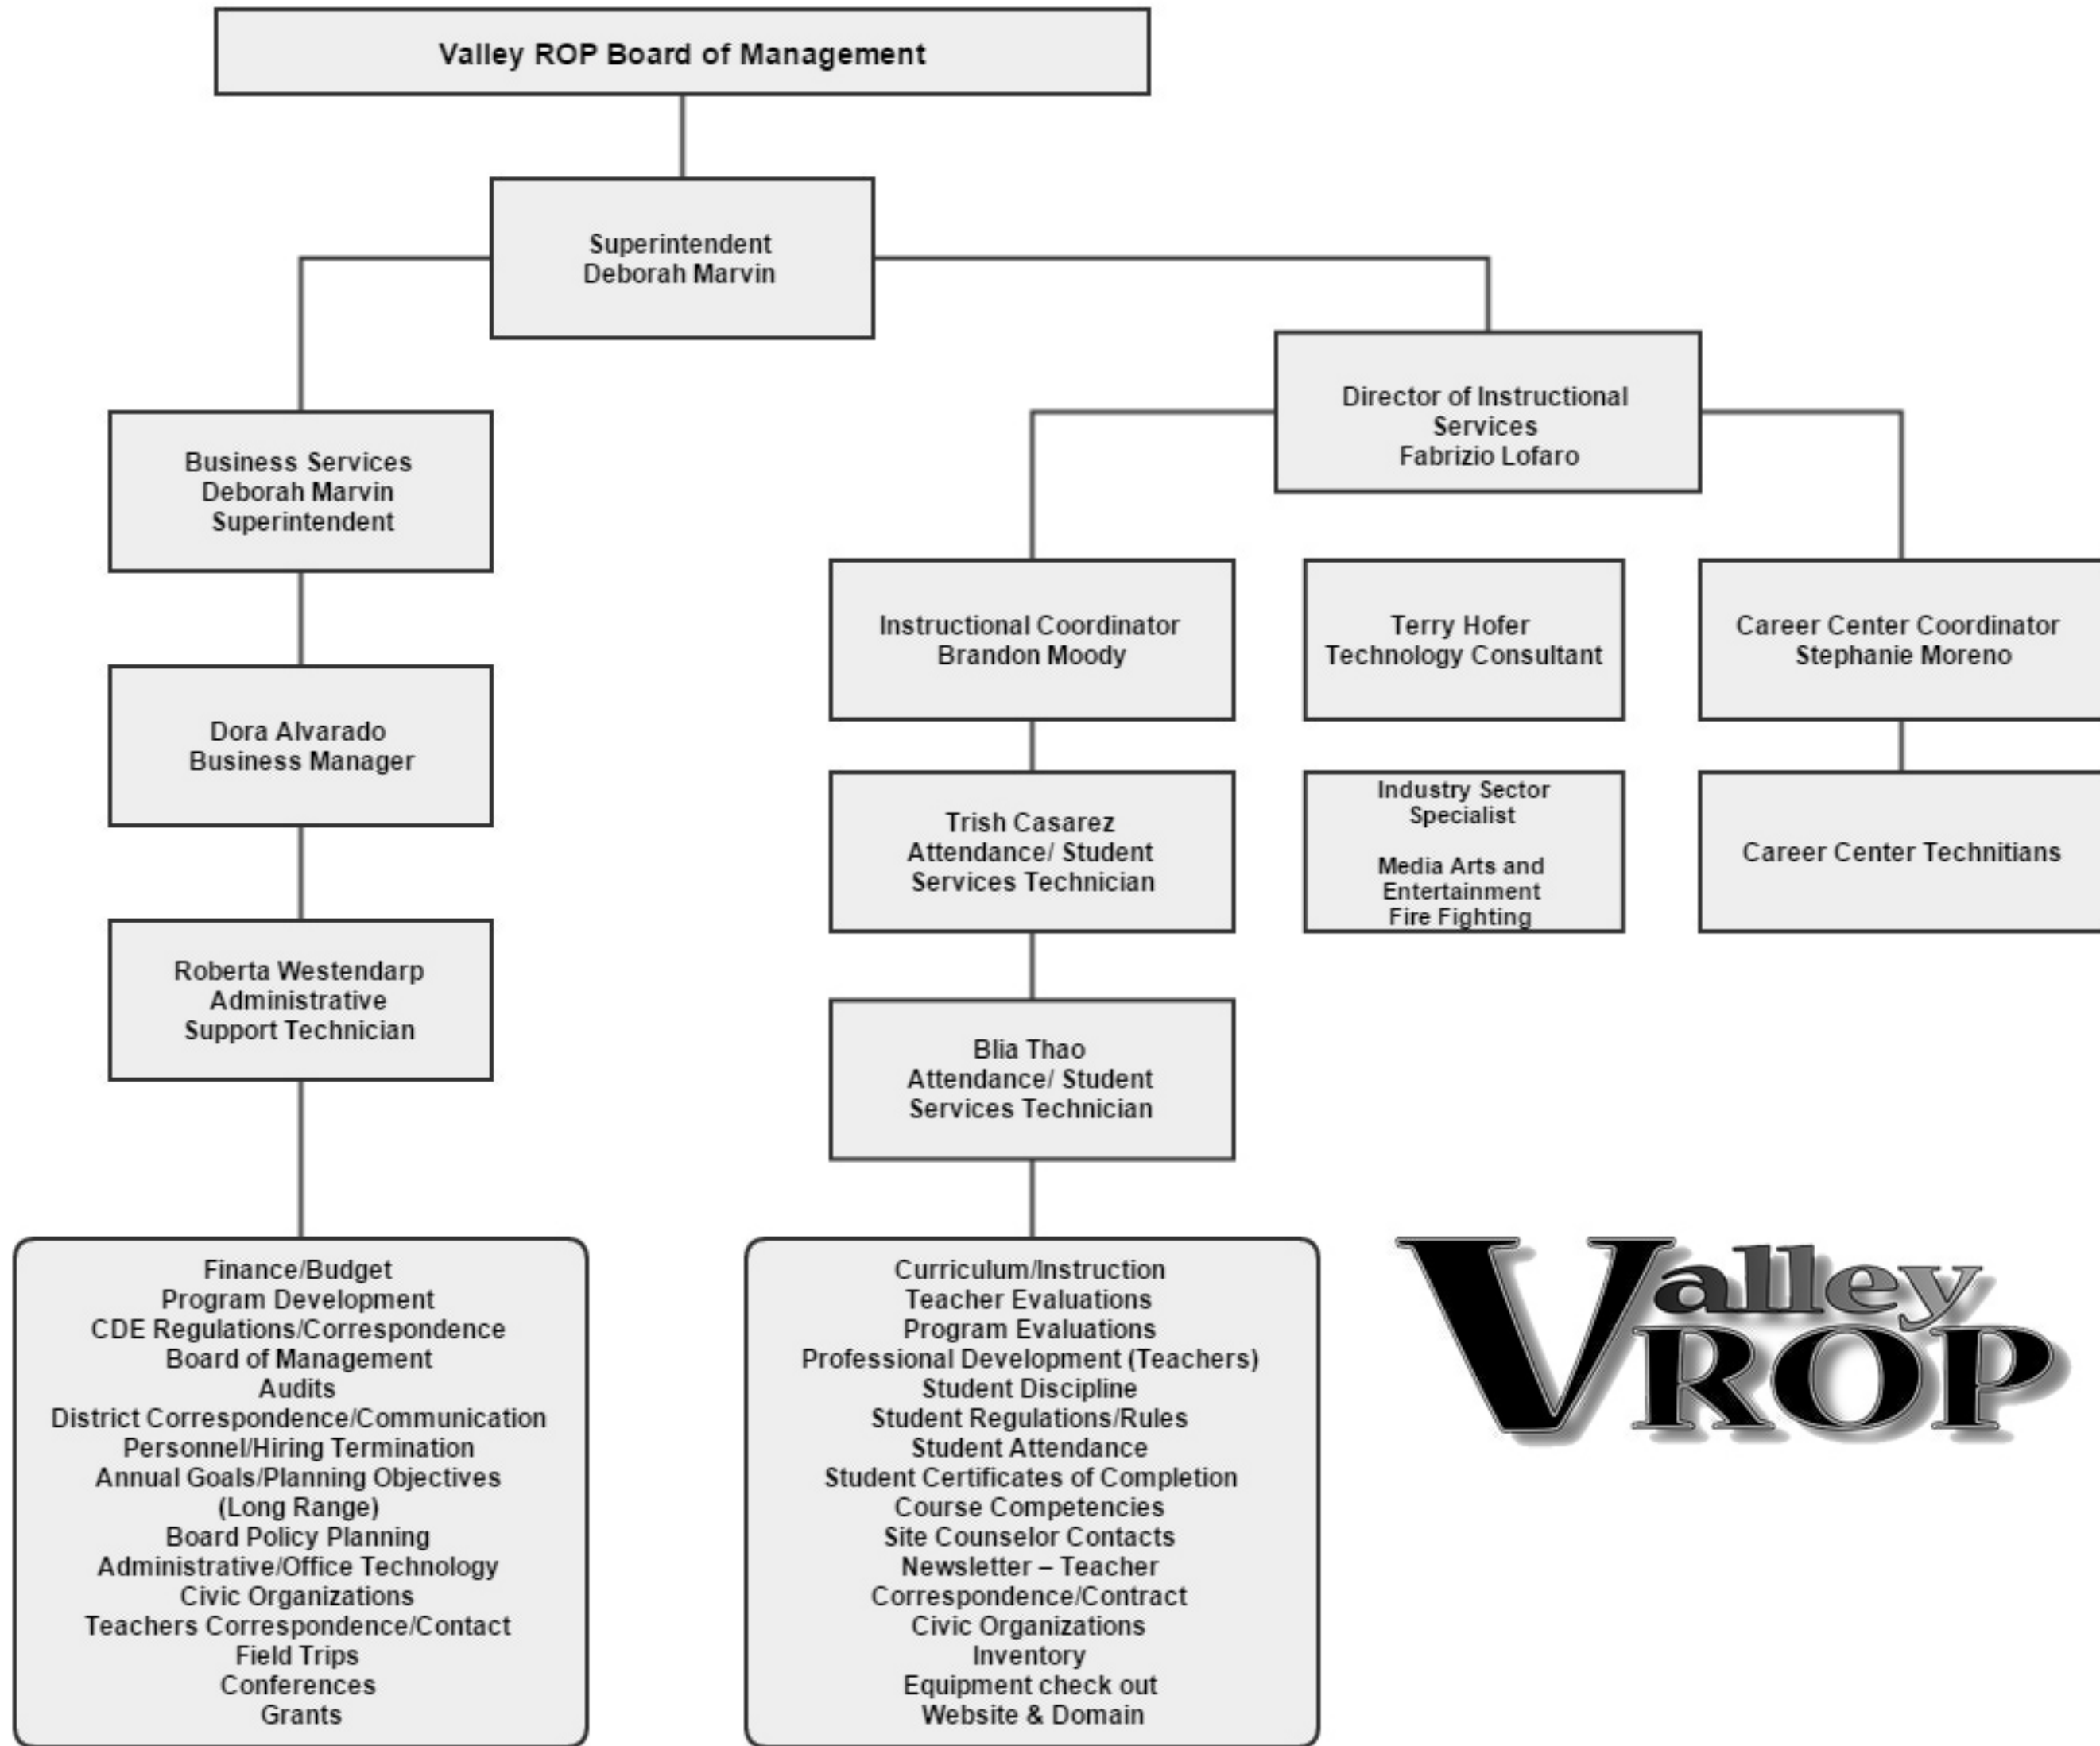 Valley ROP Board of Management
Superintendent
Deborah Marvin
Director of Instructional
Services
Fabrizio Lofaro
Business Services
Deborah Marvin
Superintendent
Instructional Coordinator
Brandon Moody
Terry Hofer
Technology Consultant
Career Center Coordinator
Stephanie Moreno
Dora Alvarado
Business Manager
Trish Casarez
Attendance/ Student
Services Technician
Industry Sector
Specialist
Media Arts and
Entertainment
Fire Fighting
Career Center Technitians
Roberta Westendarp
Administrative
Support Technician
Blia Thao
Attendance/ Student
Services Technician
Finance/Budget
Program Development
CDE Regulations/Correspondence
Board of Management
Audits
District Correspondence/Communication
Personnel/Hiring Termination
Annual Goals/Planning Objectives
(Long Range)
Board Policy Planning
Administrative/Office Technology
Civic Organizations
Teachers Correspondence/Contact
Field Trips
Conferences
Grants
Curriculum/Instruction
Teacher Evaluations
Program Evaluations
Professional Development (Teachers)
Student Discipline
Student Regulations/Rules
Student Attendance
Student Certificates of Completion
Course Competencies
Site Counselor Contacts
Newsletter – Teacher
Correspondence/Contract
Civic Organizations
Inventory
Equipment check out
Website & Domain
Valley
ROP